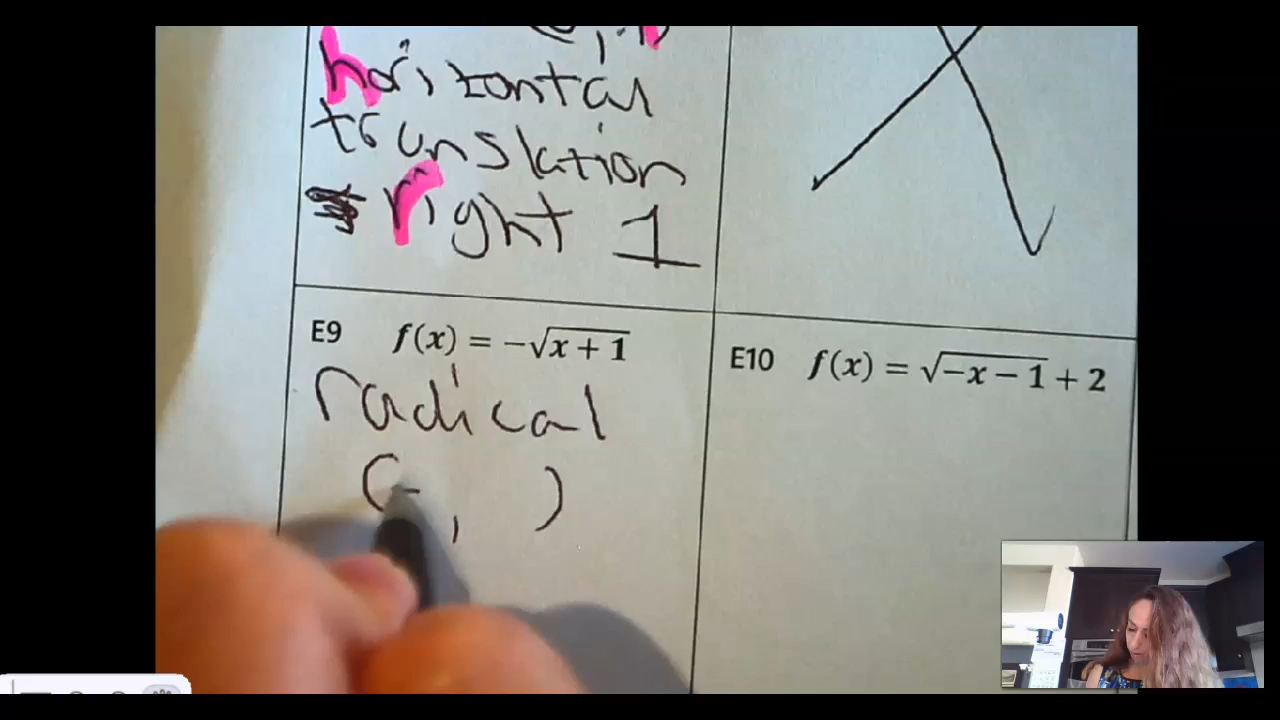 horizontal
translation
right 1
E9 f(x) = -√x + 1
radical
(-, )
E10 f(x) = √-x - 1 + 2